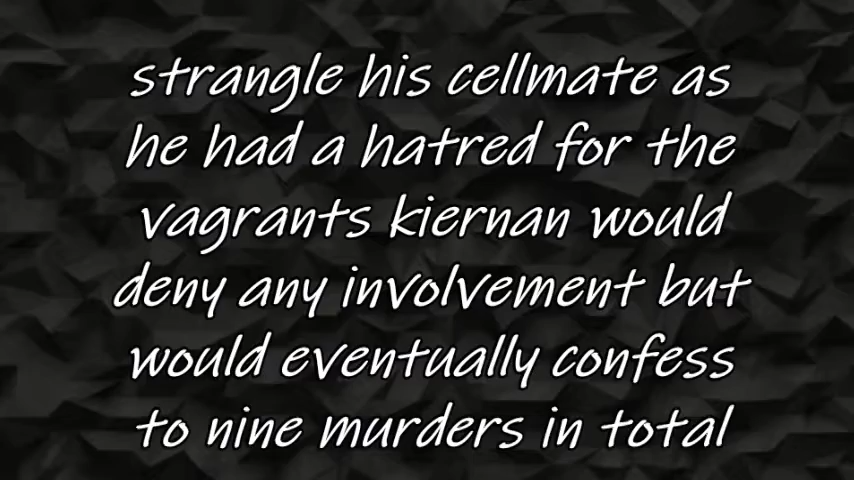 strangle his cellmate as
he had a hatred for the
vagrants kiernan would
deny any involvement but
would eventually confess
to nine murders in total